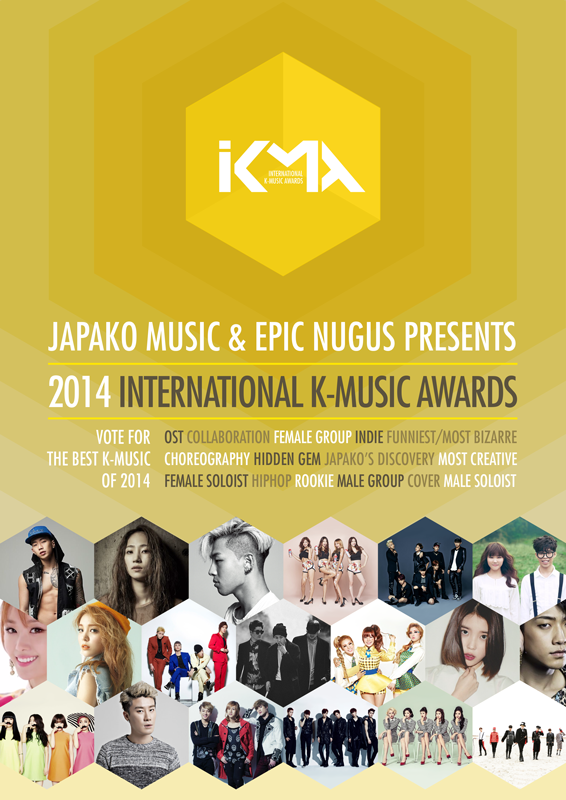 iKMA
INTERNATIONAL
K-MUSIC AWARDS
JAPAKO MUSIC & EPIC NUGUS PRESENTS
2014 INTERNATIONAL K-MUSIC AWARDS
VOTE FOR
THE BEST K-MUSIC
OF 2014
OST COLLABORATION FEMALE GROUP INDIE FUNNIEST/MOST BIZARRE
CHOREOGRAPHY HIDDEN GEM JAPAKO'S DISCOVERY MOST CREATIVE
FEMALE SOLOIST HIPHOP ROOKIE MALE GROUP COVER MALE SOLOIST